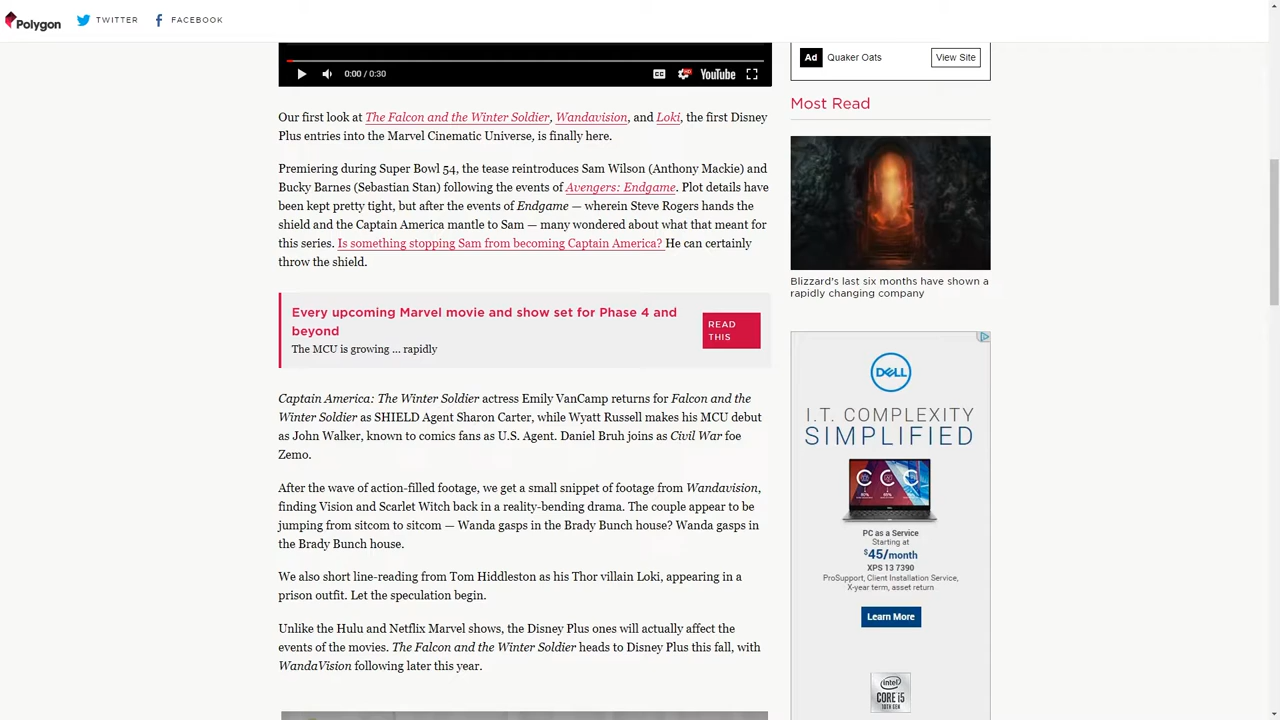 Polygon
TWITTER
FACEBOOK
0:00 / 0:30
CC
HD
YouTube
Our first look at The Falcon and the Winter Soldier, Wandavision, and Loki, the first Disney
Plus entries into the Marvel Cinematic Universe, is finally here.
Premiering during Super Bowl 54, the tease reintroduces Sam Wilson (Anthony Mackie) and
Bucky Barnes (Sebastian Stan) following the events of Avengers: Endgame. Plot details have
been kept pretty tight, but after the events of Endgame — wherein Steve Rogers hands the
shield and the Captain America mantle to Sam — many wondered about what that meant for
this series. Is something stopping Sam from becoming Captain America? He can certainly
throw the shield.
Every upcoming Marvel movie and show set for Phase 4 and
beyond
The MCU is growing ... rapidly
READ
THIS
Captain America: The Winter Soldier actress Emily VanCamp returns for Falcon and the
Winter Soldier as SHIELD Agent Sharon Carter, while Wyatt Russell makes his MCU debut
as John Walker, known to comics fans as U.S. Agent. Daniel Bruh joins as Civil War foe
Zemo.
After the wave of action-filled footage, we get a small snippet of footage from Wandavision,
finding Vision and Scarlet Witch back in a reality-bending drama. The couple appear to be
jumping from sitcom to sitcom — Wanda gasps in the Brady Bunch house? Wanda gasps in
the Brady Bunch house.
We also short line-reading from Tom Hiddleston as his Thor villain Loki, appearing in a
prison outfit. Let the speculation begin.
Unlike the Hulu and Netflix Marvel shows, the Disney Plus ones will actually affect the
events of the movies. The Falcon and the Winter Soldier heads to Disney Plus this fall, with
WandaVision following later this year.
Ad
Quaker Oats
View Site
Most Read
Blizzard's last six months have shown a
rapidly changing company
DELL
I.T. COMPLEXITY
SIMPLIFIED
PC as a Service
Starting at
$45/month
XPS 13 7390
ProSupport, Client Installation Service,
X-year term, asset return
Learn More
intel
CORE i5
10TH GEN